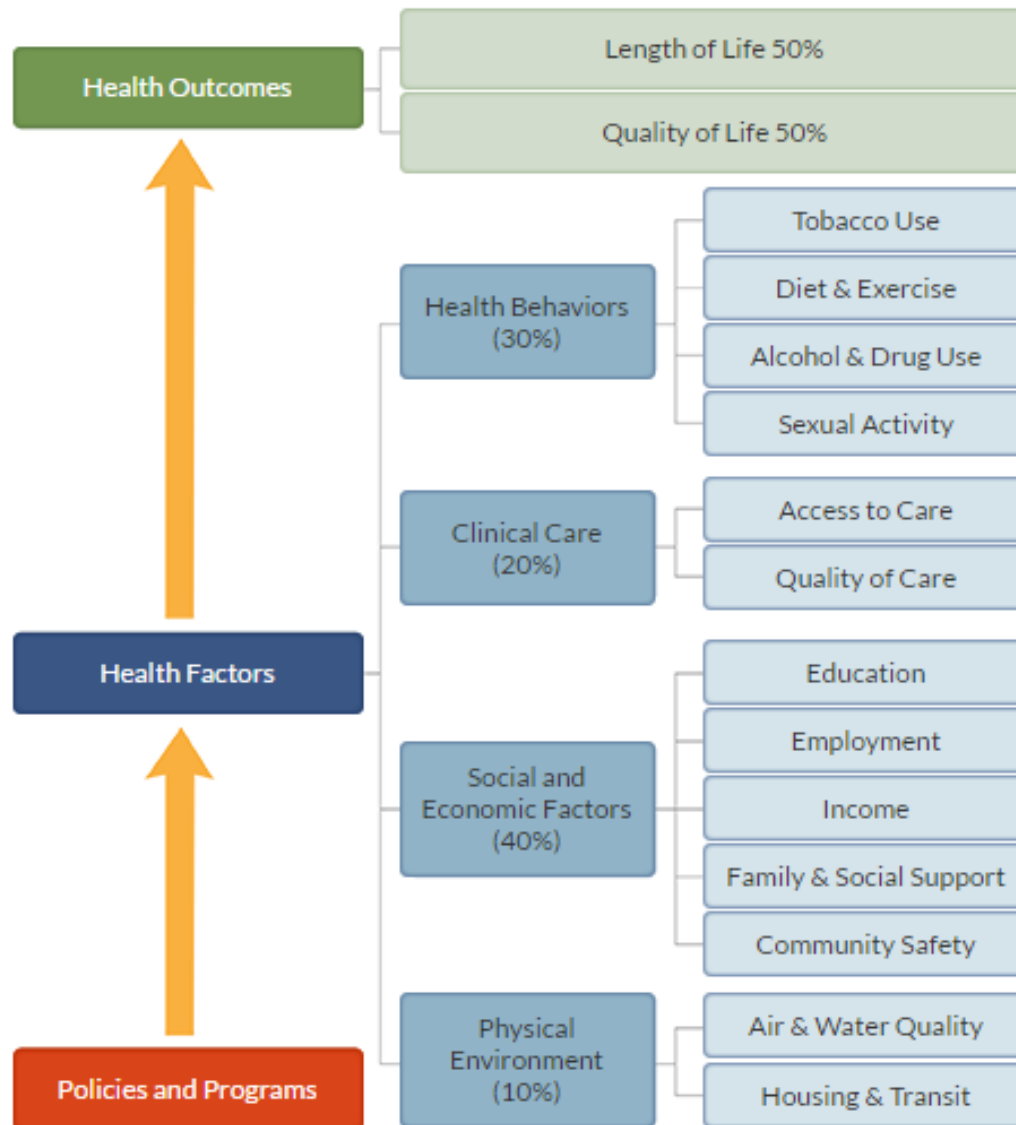 Health Outcomes
Length of Life 50%
Quality of Life 50%
Health Factors
Health Behaviors
(30%)
Tobacco Use
Diet & Exercise
Alcohol & Drug Use
Sexual Activity
Clinical Care
(20%)
Access to Care
Quality of Care
Social and
Economic Factors
(40%)
Education
Employment
Income
Family & Social Support
Community Safety
Physical
Environment
(10%)
Air & Water Quality
Housing & Transit
Policies and Programs